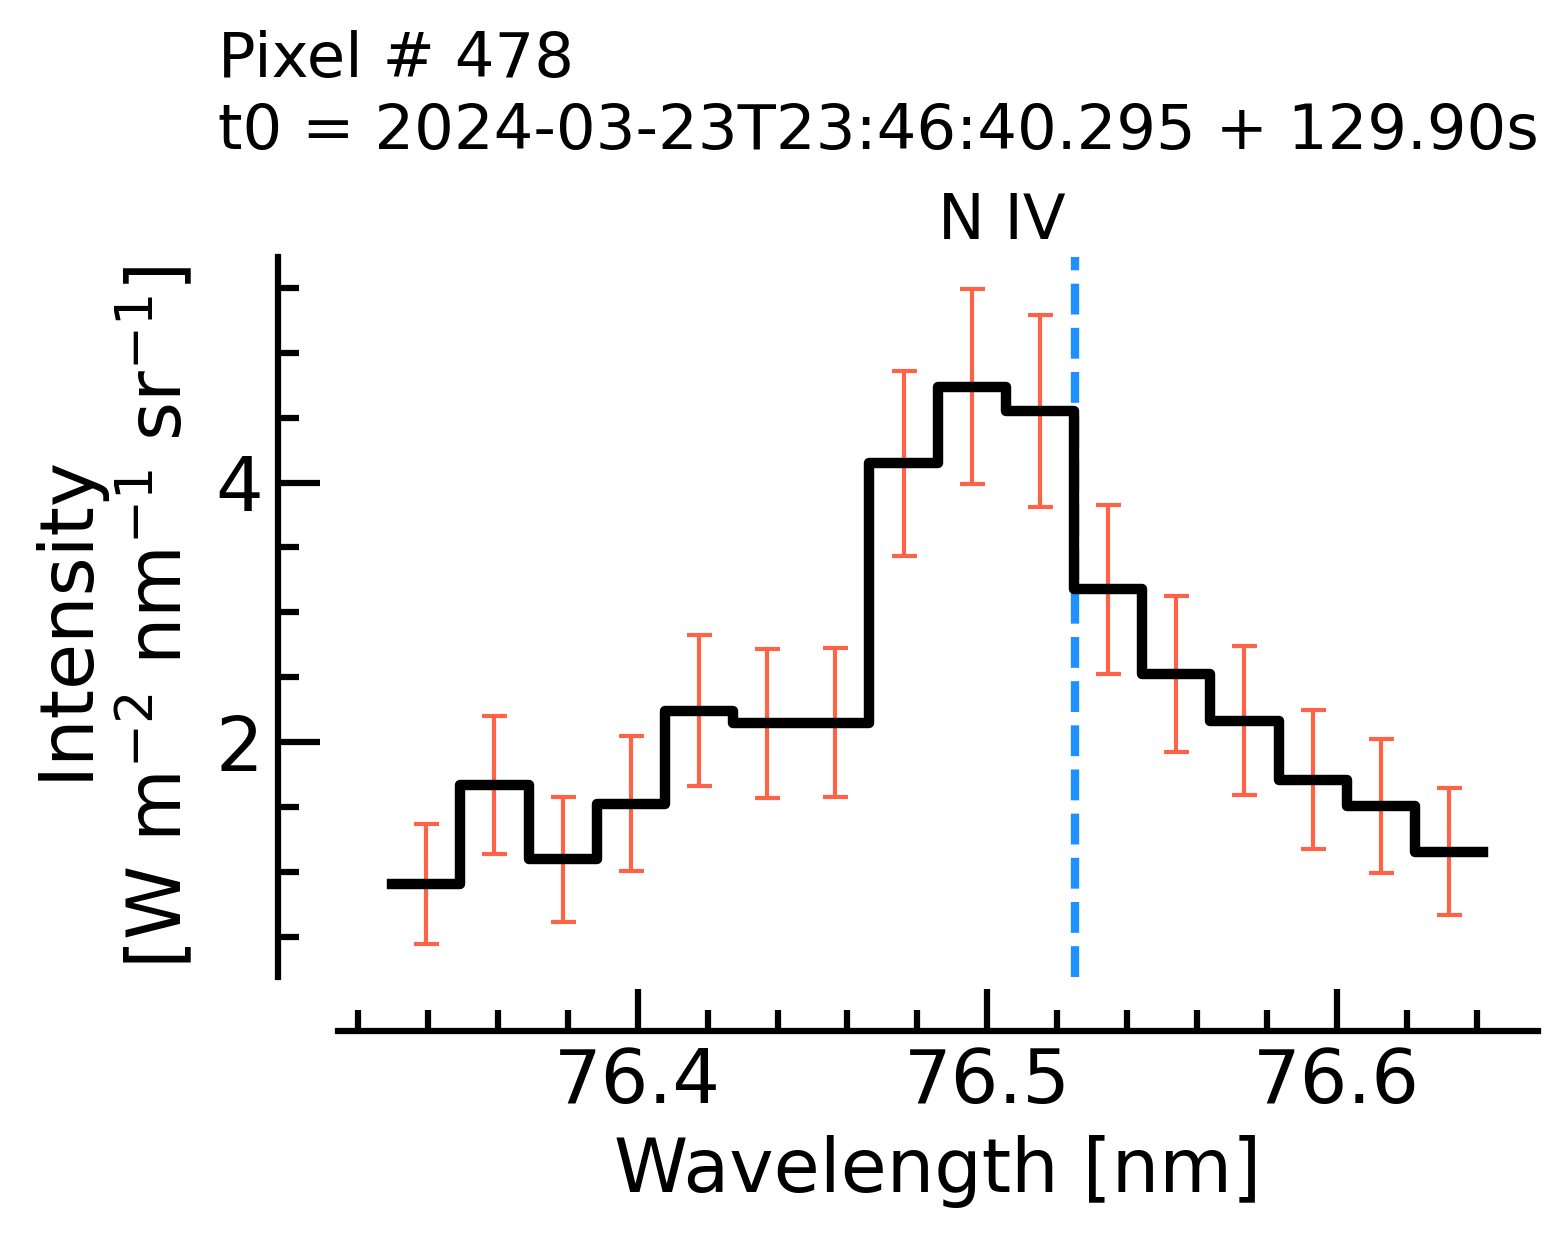 Pixel # 478
t0 = 2024-03-23T23:46:40.295 + 129.90s
N IV
Intensity
[W m⁻² nm⁻¹ sr⁻¹]
4
2
76.4 76.5 76.6
Wavelength [nm]